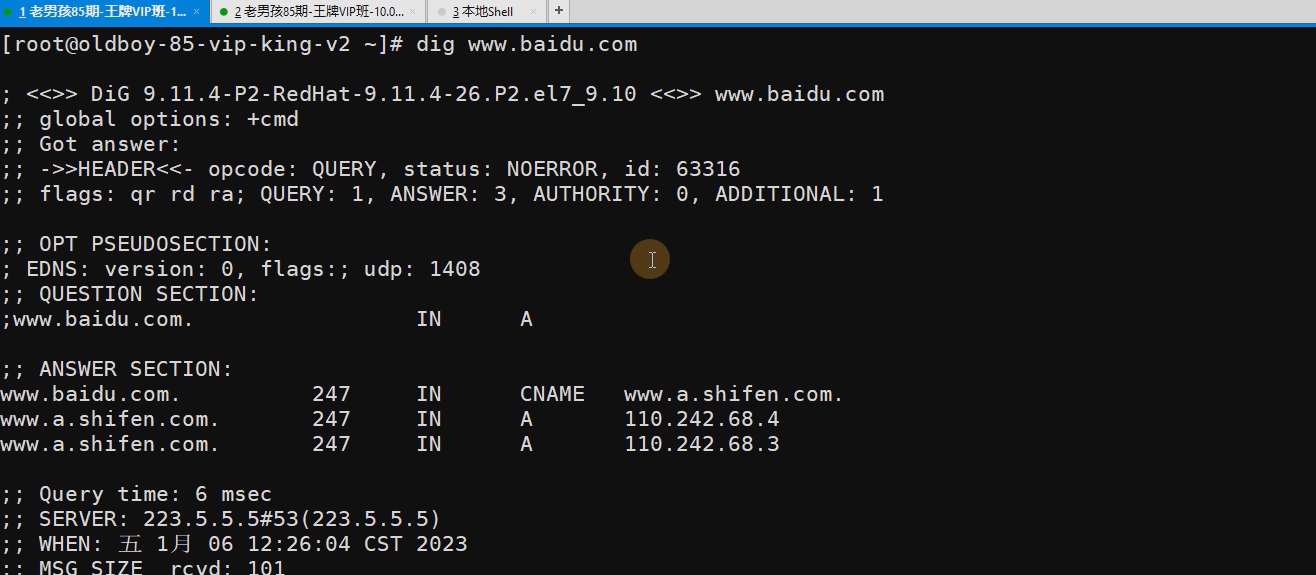 1 老男孩85期-王牌VIP班-1... × 2 老男孩85期-王牌VIP班-10.0... × 3 本地Shell × +
[root@oldboy-85-vip-king-v2 ~]# dig www.baidu.com
; <<>> DiG 9.11.4-P2-RedHat-9.11.4-26.P2.el7_9.10 <<>> www.baidu.com
;; global options: +cmd
;; Got answer:
;; ->>HEADER<<- opcode: QUERY, status: NOERROR, id: 63316
;; flags: qr rd ra; QUERY: 1, ANSWER: 3, AUTHORITY: 0, ADDITIONAL: 1
;; OPT PSEUDOSECTION:
; EDNS: version: 0, flags:; udp: 1408
;; QUESTION SECTION:
;www.baidu.com. IN A
;; ANSWER SECTION:
www.baidu.com. 247 IN CNAME www.a.shifen.com.
www.a.shifen.com. 247 IN A 110.242.68.4
www.a.shifen.com. 247 IN A 110.242.68.3
;; Query time: 6 msec
;; SERVER: 223.5.5.5#53(223.5.5.5)
;; WHEN: 五 1月 06 12:26:04 CST 2023
;; MSG SIZE rcvd: 101